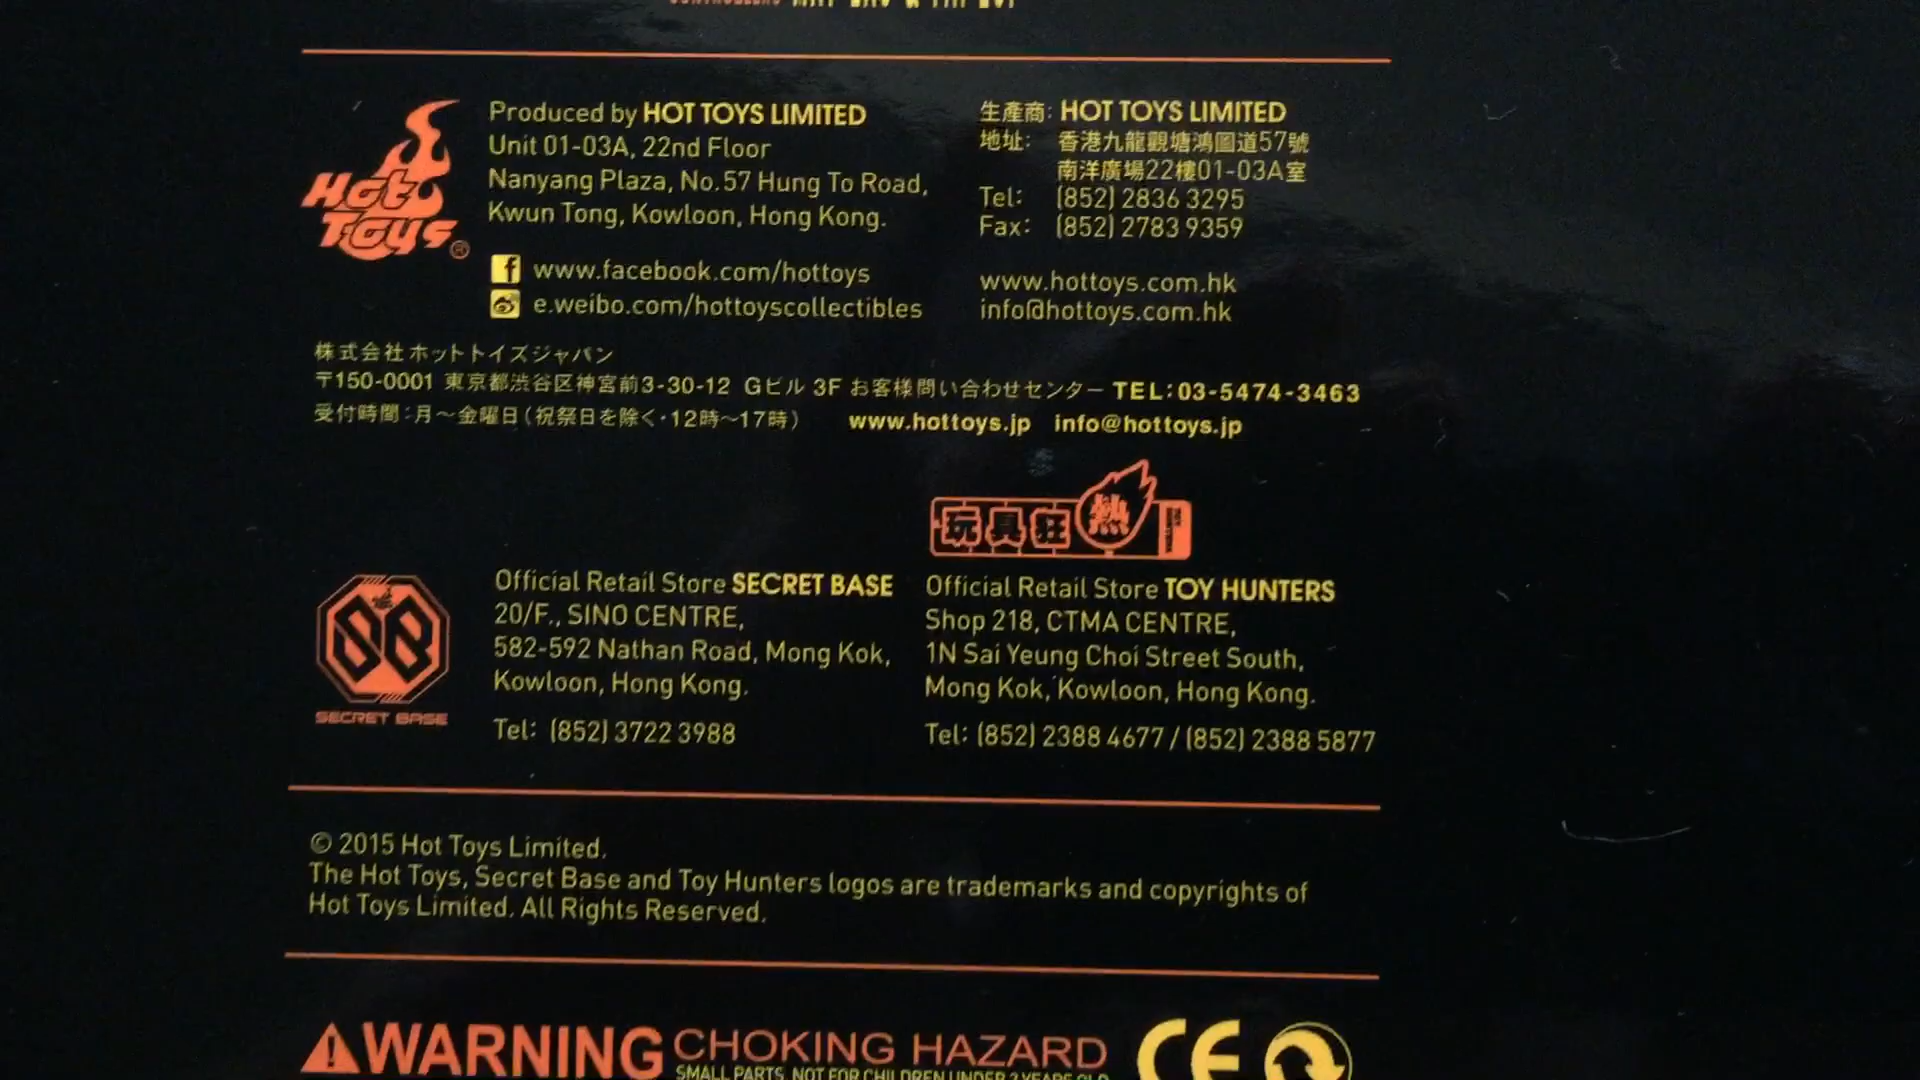 Hot
Toys®
Produced by HOT TOYS LIMITED
Unit 01-03A, 22nd Floor
Nanyang Plaza, No.57 Hung To Road,
Kwun Tong, Kowloon, Hong Kong.
www.facebook.com/hottoys
e.weibo.com/hottoyscollectibles
生產商: HOT TOYS LIMITED
地址: 香港九龍觀塘鴻圖道57號
南洋廣場22樓01-03A室
Tel: (852) 2836 3295
Fax: (852) 2783 9359
www.hottoys.com.hk
info@hottoys.com.hk
株式会社ホットトイズジャパン
〒150-0001 東京都渋谷区神宮前3-30-12 Gビル 3F お客様問い合わせセンター TEL:03-5474-3463
受付時間:月〜金曜日(祝祭日を除く・12時〜17時) www.hottoys.jp info@hottoys.jp
SECRET BASE
Official Retail Store SECRET BASE
20/F., SINO CENTRE,
582-592 Nathan Road, Mong Kok,
Kowloon, Hong Kong.
Tel: (852) 3722 3988
玩具狂熱
Official Retail Store TOY HUNTERS
Shop 218, CTMA CENTRE,
1N Sai Yeung Choi Street South,
Mong Kok, Kowloon, Hong Kong.
Tel: (852) 2388 4677 / (852) 2388 5877
© 2015 Hot Toys Limited.
The Hot Toys, Secret Base and Toy Hunters logos are trademarks and copyrights of
Hot Toys Limited. All Rights Reserved.
WARNING CHOKING HAZARD
SMALL PARTS. NOT FOR CHILDREN UNDER 3 YEARS OLD
CE